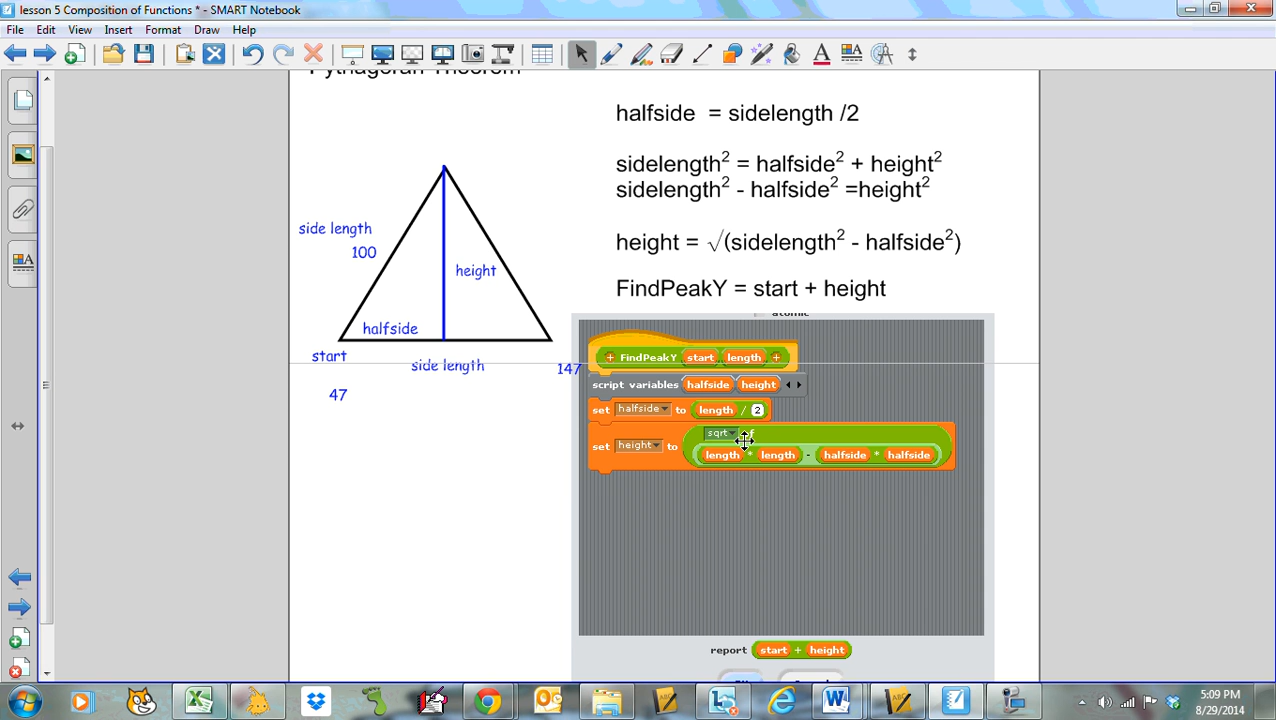 lesson 5 Composition of Functions * - SMART Notebook
File Edit View Insert Format Draw Help
Pythagoran Theorem
halfside = sidelength /2
sidelength² = halfside² + height²
sidelength² - halfside² =height²
side length
100
height
height = √(sidelength² - halfside²)
FindPeakY = start + height
halfside
start
side length
147
47
atomic
+ FindPeakY start length +
script variables halfside height
set halfside to length / 2
set height to sqrt of
length * length - halfside * halfside
report start + height
5:09 PM
8/29/2014